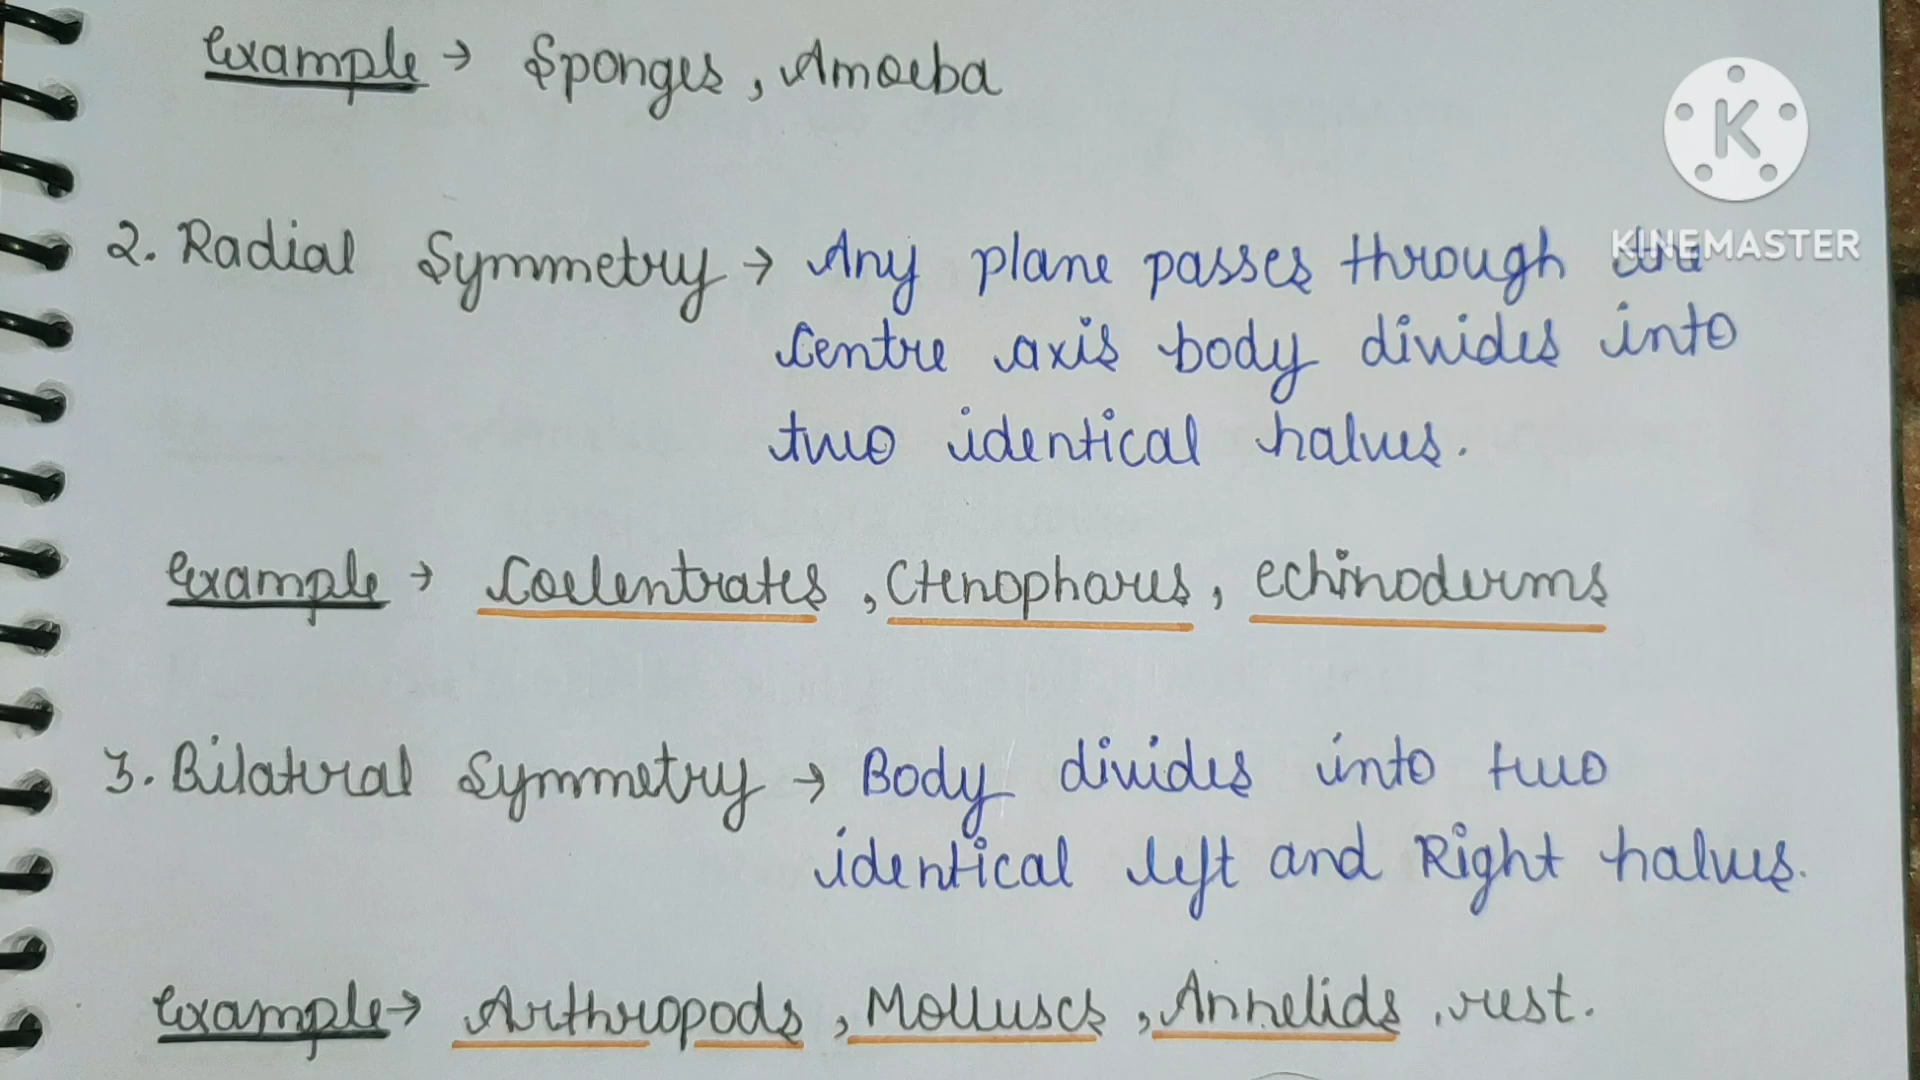 Example → Sponges, Amoeba
K
KINEMASTER
2. Radial Symmetry → Any plane passes through the
centre axis body divides into
two identical halves.
Example → Coelentrates, Ctenophores, echinoderms
3. Bilateral Symmetry → Body divides into two
identical left and Right halves.
Example → Arthropods, Molluscs, Annelids, rest.